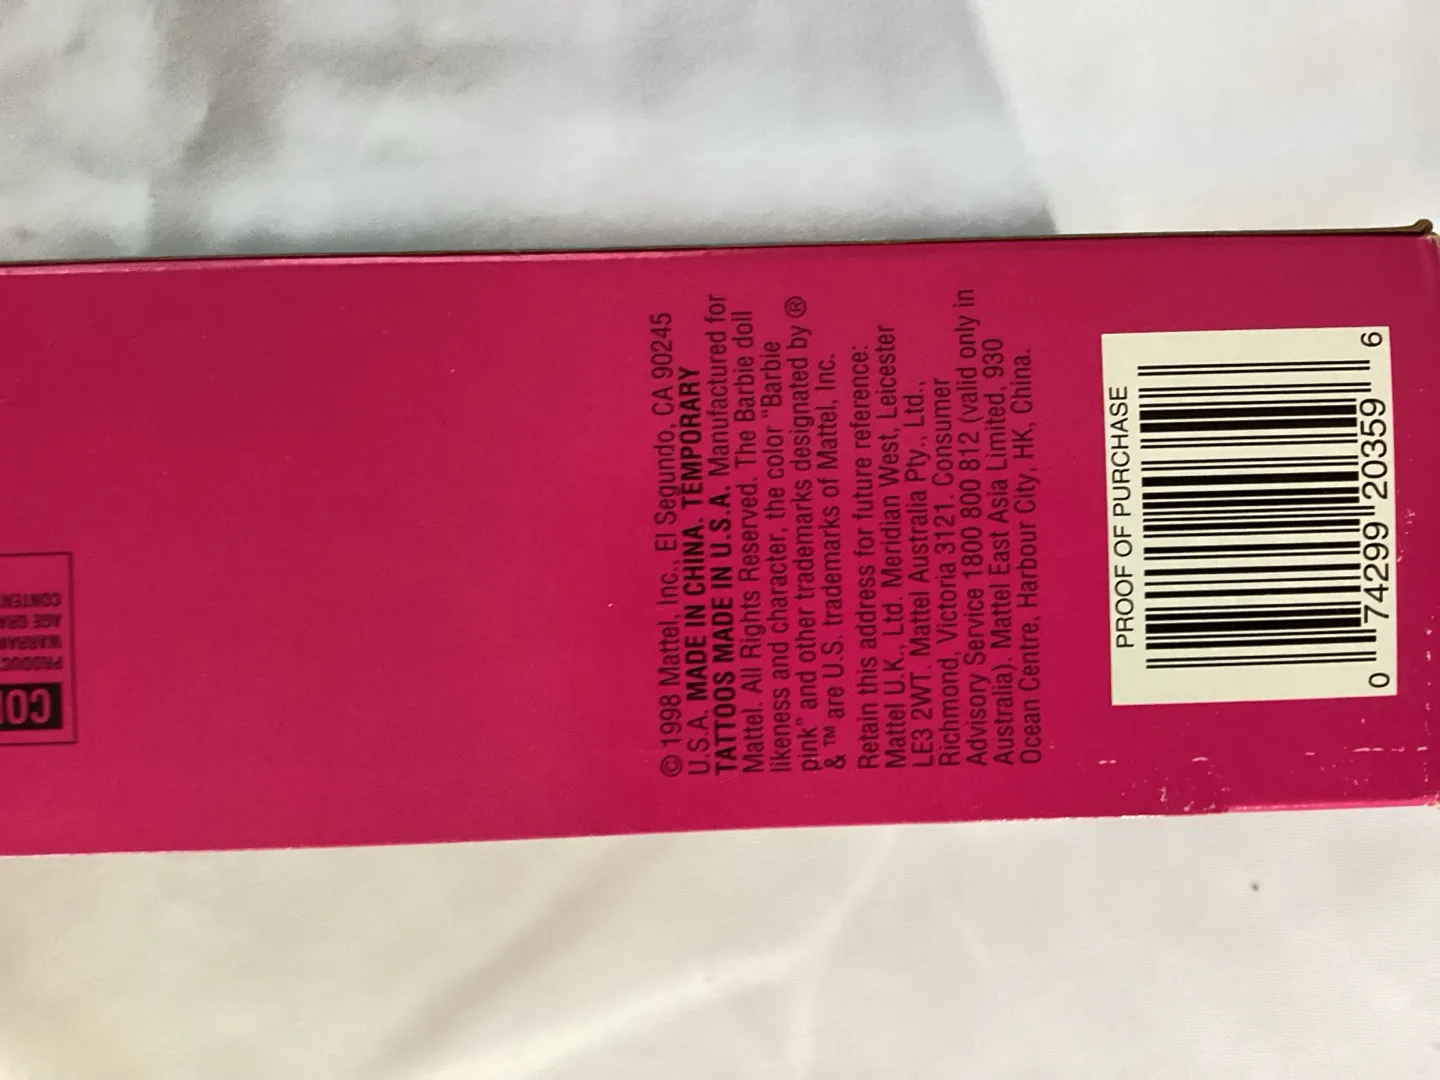 © 1998 Mattel, Inc., El Segundo, CA 90245
U.S.A. MADE IN CHINA. TEMPORARY
TATTOOS MADE IN U.S.A. Manufactured for
Mattel. All Rights Reserved. The Barbie doll
likeness and character, the color "Barbie
pink" and other trademarks designated by ®
& ™ are U.S. trademarks of Mattel, Inc.
Retain this address for future reference:
Mattel U.K., Ltd. Meridian West, Leicester
LE3 2WT. Mattel Australia Pty., Ltd.,
Richmond, Victoria 3121. Consumer
Advisory Service 1800 800 812 (valid only in
Australia). Mattel East Asia Limited, 930
Ocean Centre, Harbour City, HK, China.
PROOF OF PURCHASE
0 74299 20359 6